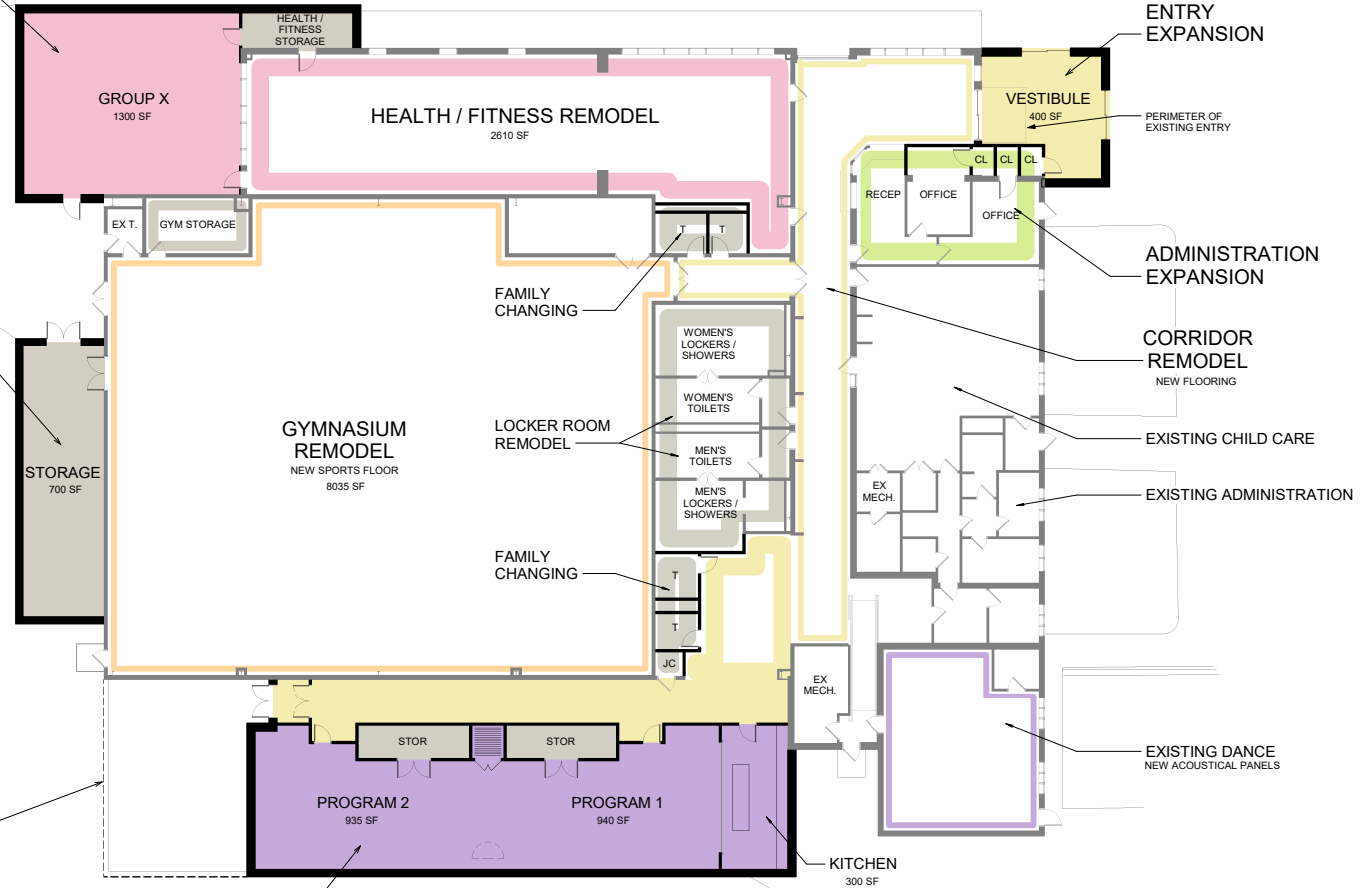 HEALTH /
FITNESS
STORAGE
ENTRY
EXPANSION
GROUP X
1300 SF
HEALTH / FITNESS REMODEL
2610 SF
VESTIBULE
400 SF
PERIMETER OF
EXISTING ENTRY
CL
CL
CL
RECEP
OFFICE
OFFICE
EX T.
GYM STORAGE
T
T
ADMINISTRATION
EXPANSION
FAMILY
CHANGING
WOMEN'S
LOCKERS /
SHOWERS
CORRIDOR
REMODEL
NEW FLOORING
WOMEN'S
TOILETS
GYMNASIUM
REMODEL
NEW SPORTS FLOOR
8035 SF
LOCKER ROOM
REMODEL
MEN'S
TOILETS
EXISTING CHILD CARE
STORAGE
700 SF
MEN'S
LOCKERS /
SHOWERS
EX
MECH.
EXISTING ADMINISTRATION
FAMILY
CHANGING
T
T
JC
EX
MECH.
STOR
STOR
EXISTING DANCE
NEW ACOUSTICAL PANELS
PROGRAM 2
935 SF
PROGRAM 1
940 SF
KITCHEN
300 SF